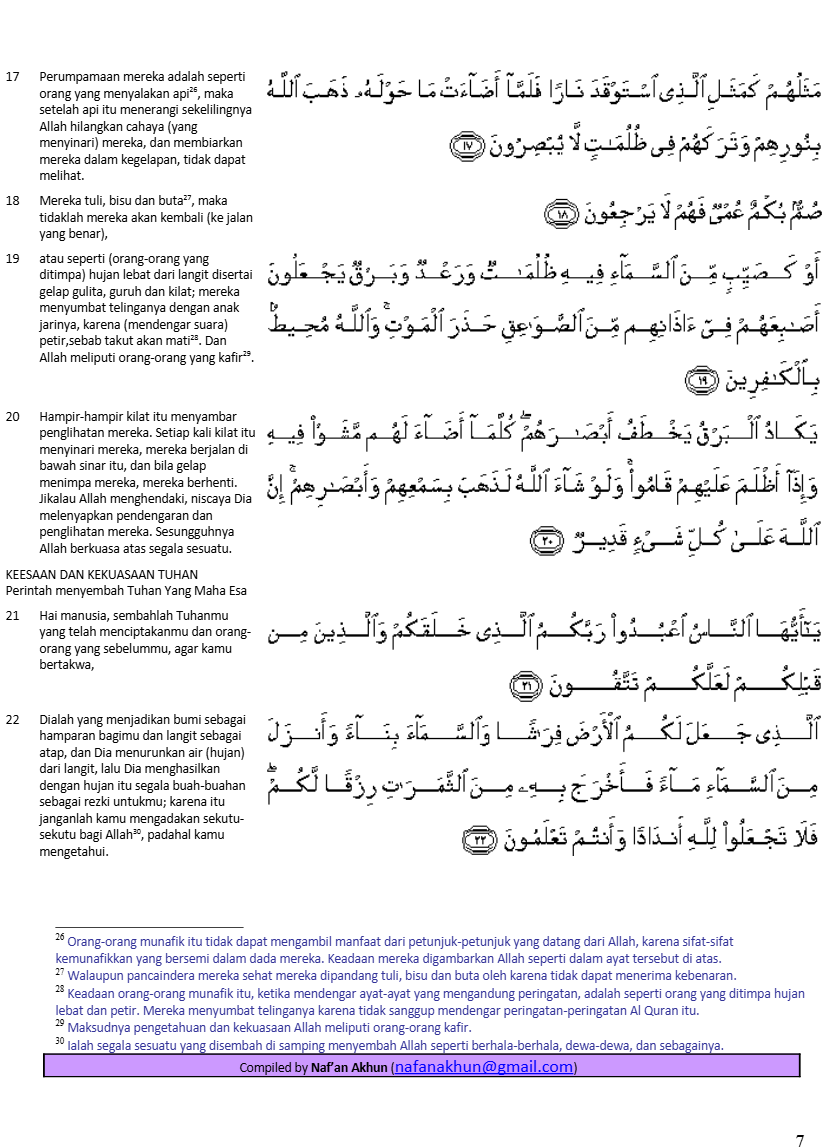 17 Perumpamaan mereka adalah seperti
orang yang menyalakan api²⁶, maka
setelah api itu menerangi sekelilingnya
Allah hilangkan cahaya (yang
menyinari) mereka, dan membiarkan
mereka dalam kegelapan, tidak dapat
melihat.
مَثَلُهُمْ كَمَثَلِ ٱلَّذِى ٱسْتَوْقَدَ نَارًا فَلَمَّآ أَضَآءَتْ مَا حَوْلَهُۥ ذَهَبَ ٱللَّهُ
بِنُورِهِمْ وَتَرَكَهُمْ فِى ظُلُمَـٰتٍ لَّا يُبْصِرُونَ ١٧
18 Mereka tuli, bisu dan buta²⁷, maka
tidaklah mereka akan kembali (ke jalan
yang benar),
صُمٌّۢ بُكْمٌ عُمْىٌ فَهُمْ لَا يَرْجِعُونَ ١٨
19 atau seperti (orang-orang yang
ditimpa) hujan lebat dari langit disertai
gelap gulita, guruh dan kilat; mereka
menyumbat telinganya dengan anak
jarinya, karena (mendengar suara)
petir,sebab takut akan mati²⁸. Dan
Allah meliputi orang-orang yang kafir²⁹.
أَوْ كَصَيِّبٍ مِّنَ ٱلسَّمَآءِ فِيهِ ظُلُمَـٰتٌ وَرَعْدٌ وَبَرْقٌ يَجْعَلُونَ
أَصَـٰبِعَهُمْ فِىٓ ءَاذَانِهِم مِّنَ ٱلصَّوَٰعِقِ حَذَرَ ٱلْمَوْتِ ۚ وَٱللَّهُ مُحِيطٌۢ
بِٱلْكَـٰفِرِينَ ١٩
20 Hampir-hampir kilat itu menyambar
penglihatan mereka. Setiap kali kilat itu
menyinari mereka, mereka berjalan di
bawah sinar itu, dan bila gelap
menimpa mereka, mereka berhenti.
Jikalau Allah menghendaki, niscaya Dia
melenyapkan pendengaran dan
penglihatan mereka. Sesungguhnya
Allah berkuasa atas segala sesuatu.
يَكَادُ ٱلْبَرْقُ يَخْطَفُ أَبْصَـٰرَهُمْ ۖ كُلَّمَآ أَضَآءَ لَهُم مَّشَوْا۟ فِيهِ
وَإِذَآ أَظْلَمَ عَلَيْهِمْ قَامُوا۟ ۚ وَلَوْ شَآءَ ٱللَّهُ لَذَهَبَ بِسَمْعِهِمْ وَأَبْصَـٰرِهِمْ ۚ إِنَّ
ٱللَّهَ عَلَىٰ كُلِّ شَىْءٍ قَدِيرٌ ٢٠
KEESAAN DAN KEKUASAAN TUHAN
Perintah menyembah Tuhan Yang Maha Esa
21 Hai manusia, sembahlah Tuhanmu
yang telah menciptakanmu dan orang-
orang yang sebelummu, agar kamu
bertakwa,
يَـٰٓأَيُّهَا ٱلنَّاسُ ٱعْبُدُوا۟ رَبَّكُمُ ٱلَّذِى خَلَقَكُمْ وَٱلَّذِينَ مِن
قَبْلِكُمْ لَعَلَّكُمْ تَتَّقُونَ ٢١
22 Dialah yang menjadikan bumi sebagai
hamparan bagimu dan langit sebagai
atap, dan Dia menurunkan air (hujan)
dari langit, lalu Dia menghasilkan
dengan hujan itu segala buah-buahan
sebagai rezki untukmu; karena itu
janganlah kamu mengadakan sekutu-
sekutu bagi Allah³⁰, padahal kamu
mengetahui.
ٱلَّذِى جَعَلَ لَكُمُ ٱلْأَرْضَ فِرَٰشًا وَٱلسَّمَآءَ بِنَآءً وَأَنزَلَ
مِنَ ٱلسَّمَآءِ مَآءً فَأَخْرَجَ بِهِۦ مِنَ ٱلثَّمَرَٰتِ رِزْقًا لَّكُمْ ۖ
فَلَا تَجْعَلُوا۟ لِلَّهِ أَندَادًا وَأَنتُمْ تَعْلَمُونَ ٢٢
²⁶ Orang-orang munafik itu tidak dapat mengambil manfaat dari petunjuk-petunjuk yang datang dari Allah, karena sifat-sifat
kemunafikkan yang bersemi dalam dada mereka. Keadaan mereka digambarkan Allah seperti dalam ayat tersebut di atas.
²⁷ Walaupun pancaindera mereka sehat mereka dipandang tuli, bisu dan buta oleh karena tidak dapat menerima kebenaran.
²⁸ Keadaan orang-orang munafik itu, ketika mendengar ayat-ayat yang mengandung peringatan, adalah seperti orang yang ditimpa hujan
lebat dan petir. Mereka menyumbat telinganya karena tidak sanggup mendengar peringatan-peringatan Al Quran itu.
²⁹ Maksudnya pengetahuan dan kekuasaan Allah meliputi orang-orang kafir.
³⁰ Ialah segala sesuatu yang disembah di samping menyembah Allah seperti berhala-berhala, dewa-dewa, dan sebagainya.
Compiled by Naf'an Akhun (nafanakhun@gmail.com)
7